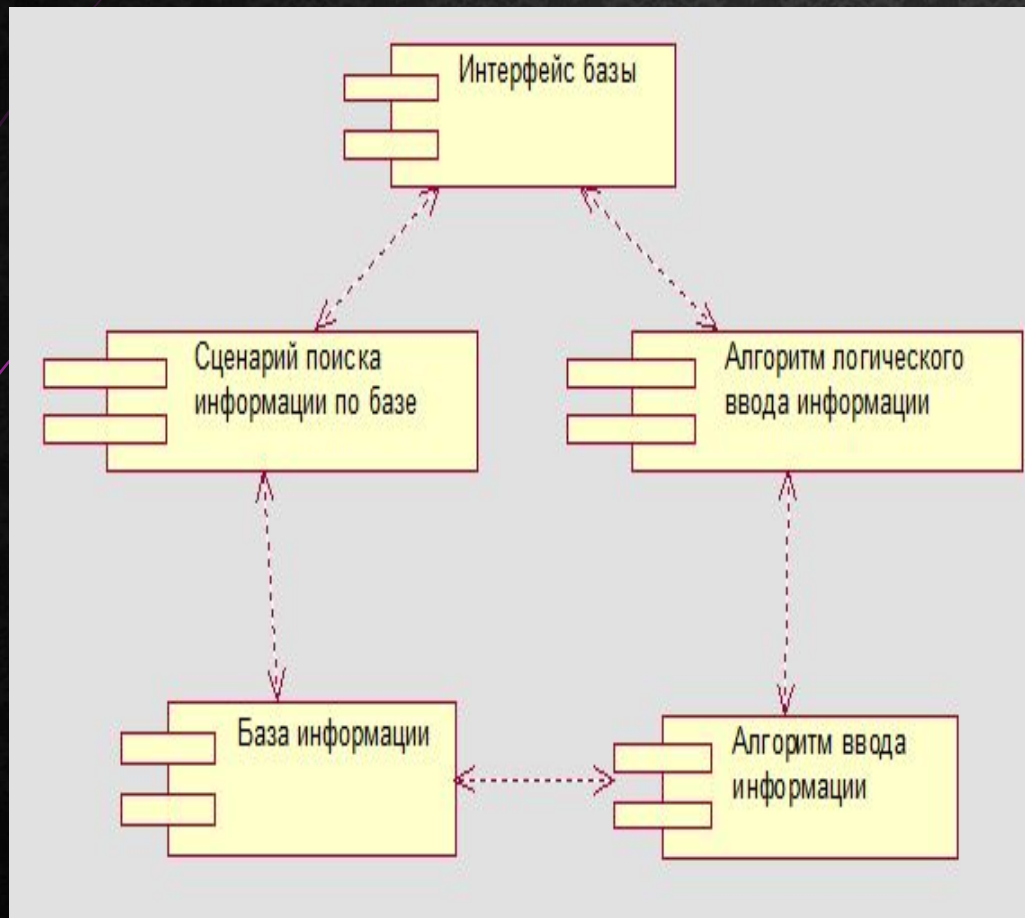 Интерфейс базы
Сценарий поиска
информации по базе
Алгоритм логического
ввода информации
База информации
Алгоритм ввода
информации